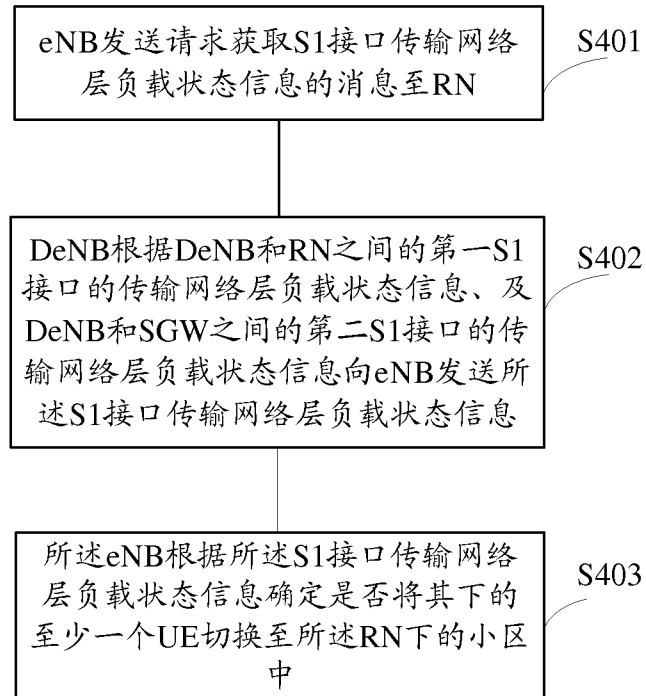 eNB发送请求获取S1接口传输网络
层负载状态信息的消息至RN
S401
DeNB根据DeNB和RN之间的第一S1
接口的传输网络层负载状态信息、及
DeNB和SGW之间的第二S1接口的传
输网络层负载状态信息向eNB发送所
述S1接口传输网络层负载状态信息
S402
所述eNB根据所述S1接口传输网络
层负载状态信息确定是否将其下的
至少一个UE切换至所述RN下的小区
中
S403